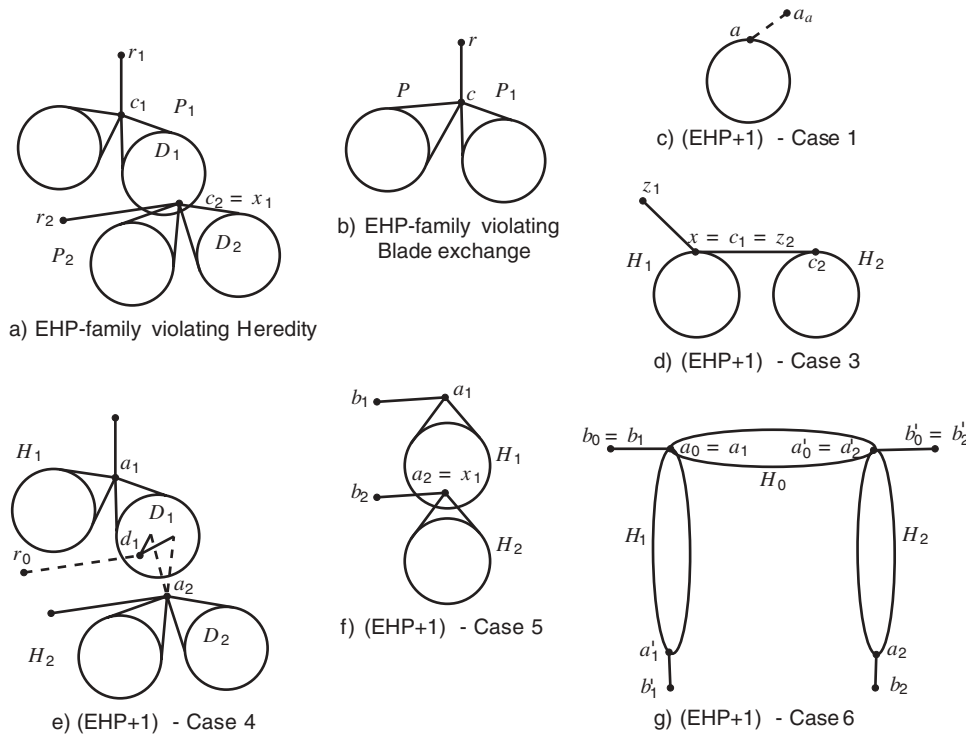 r₁
c₁
P₁
D₁
r₂
c₂ = x₁
P₂
D₂
a) EHP-family violating Heredity
r
P
c
P₁
b) EHP-family violating
Blade exchange
a
aₐ
c) (EHP+1) - Case 1
z₁
x = c₁ = z₂
H₁
c₂
H₂
d) (EHP+1) - Case 3
H₁
a₁
D₁
d₁
r₀
a₂
D₂
H₂
e) (EHP+1) - Case 4
b₁
a₁
H₁
a₂ = x₁
b₂
H₂
f) (EHP+1) - Case 5
b₀ = b₁
a₀ = a₁
a'₀ = a'₂
b'₀ = b'₂
H₀
H₁
H₂
a'₁
a₂
b'₁
b₂
g) (EHP+1) - Case 6